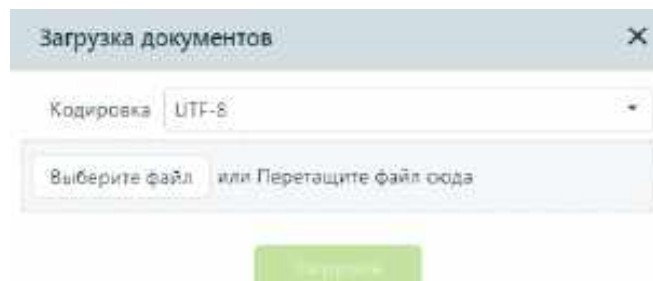 Загрузка документов
Кодировка UTF-8
Выберите файл или Перетащите файл сюда